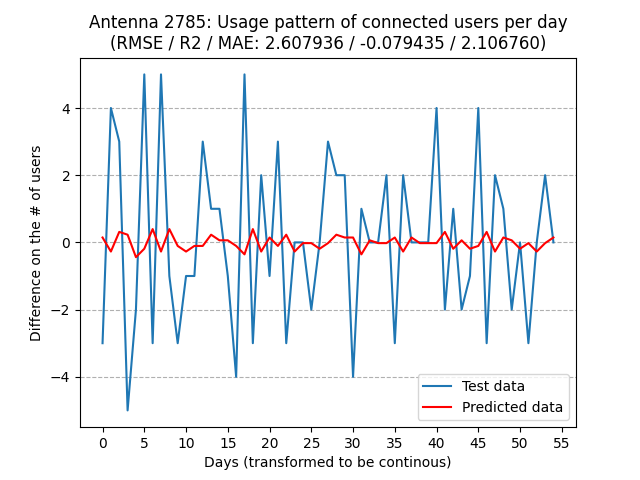 Antenna 2785: Usage pattern of connected users per day
(RMSE / R2 / MAE: 2.607936 / -0.079435 / 2.106760)
Difference on the # of users
4
2
0
−2
−4
Test data
Predicted data
0 5 10 15 20 25 30 35 40 45 50 55
Days (transformed to be continous)